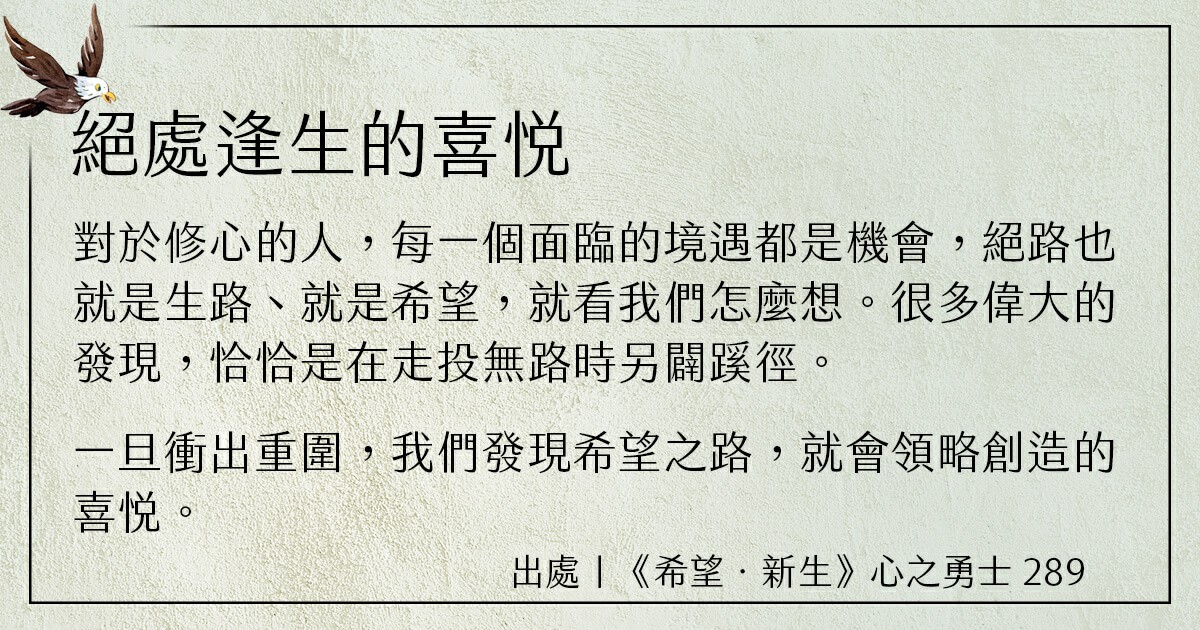 絕處逢生的喜悅
對於修心的人，每一個面臨的境遇都是機會，絕路也
就是生路、就是希望，就看我們怎麼想。很多偉大的
發現，恰恰是在走投無路時另闢蹊徑。
一旦衝出重圍，我們發現希望之路，就會領略創造的
喜悅。
出處｜《希望．新生》心之勇士 289